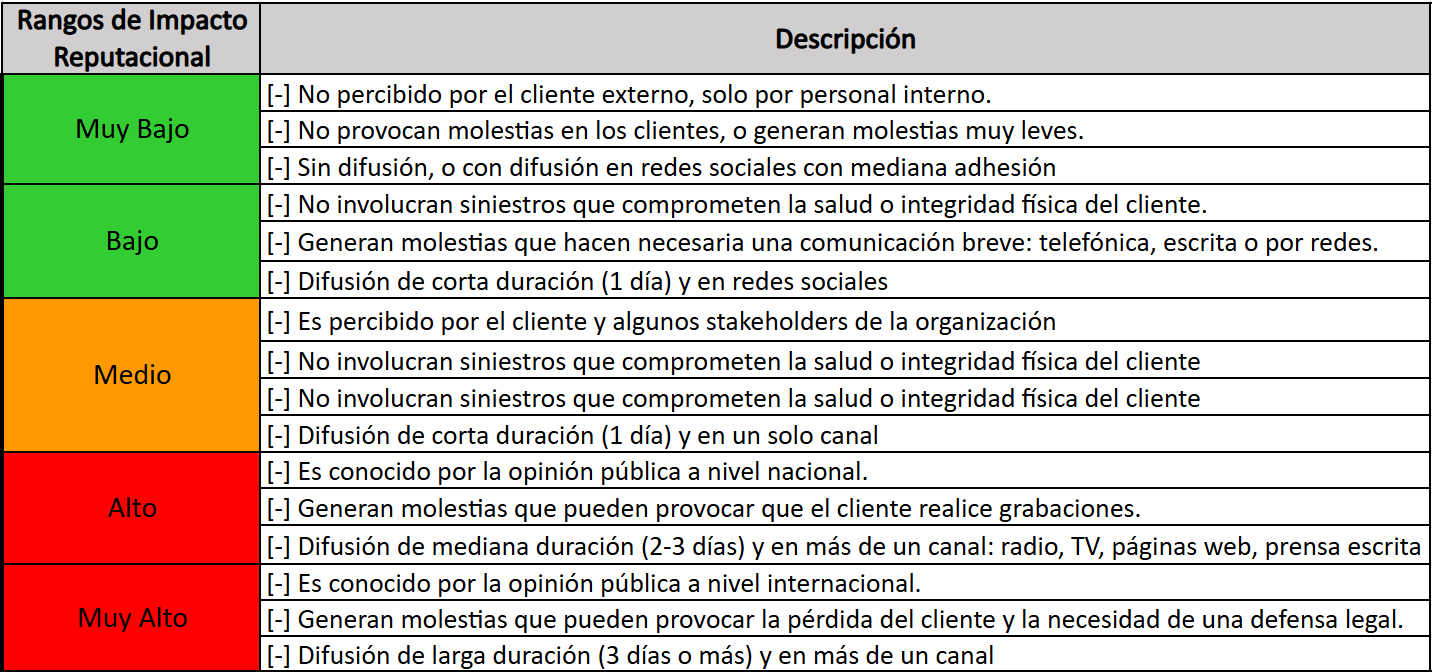 Rangos de Impacto
Reputacional
Descripción
Muy Bajo
[-] No percibido por el cliente externo, solo por personal interno.
[-] No provocan molestias en los clientes, o generan molestias muy leves.
[-] Sin difusión, o con difusión en redes sociales con mediana adhesión
Bajo
[-] No involucran siniestros que comprometen la salud o integridad física del cliente.
[-] Generan molestias que hacen necesaria una comunicación breve: telefónica, escrita o por redes.
[-] Difusión de corta duración (1 día) y en redes sociales
Medio
[-] Es percibido por el cliente y algunos stakeholders de la organización
[-] No involucran siniestros que comprometen la salud o integridad física del cliente
[-] No involucran siniestros que comprometen la salud o integridad física del cliente
[-] Difusión de corta duración (1 día) y en un solo canal
Alto
[-] Es conocido por la opinión pública a nivel nacional.
[-] Generan molestias que pueden provocar que el cliente realice grabaciones.
[-] Difusión de mediana duración (2-3 días) y en más de un canal: radio, TV, páginas web, prensa escrita
Muy Alto
[-] Es conocido por la opinión pública a nivel internacional.
[-] Generan molestias que pueden provocar la pérdida del cliente y la necesidad de una defensa legal.
[-] Difusión de larga duración (3 días o más) y en más de un canal